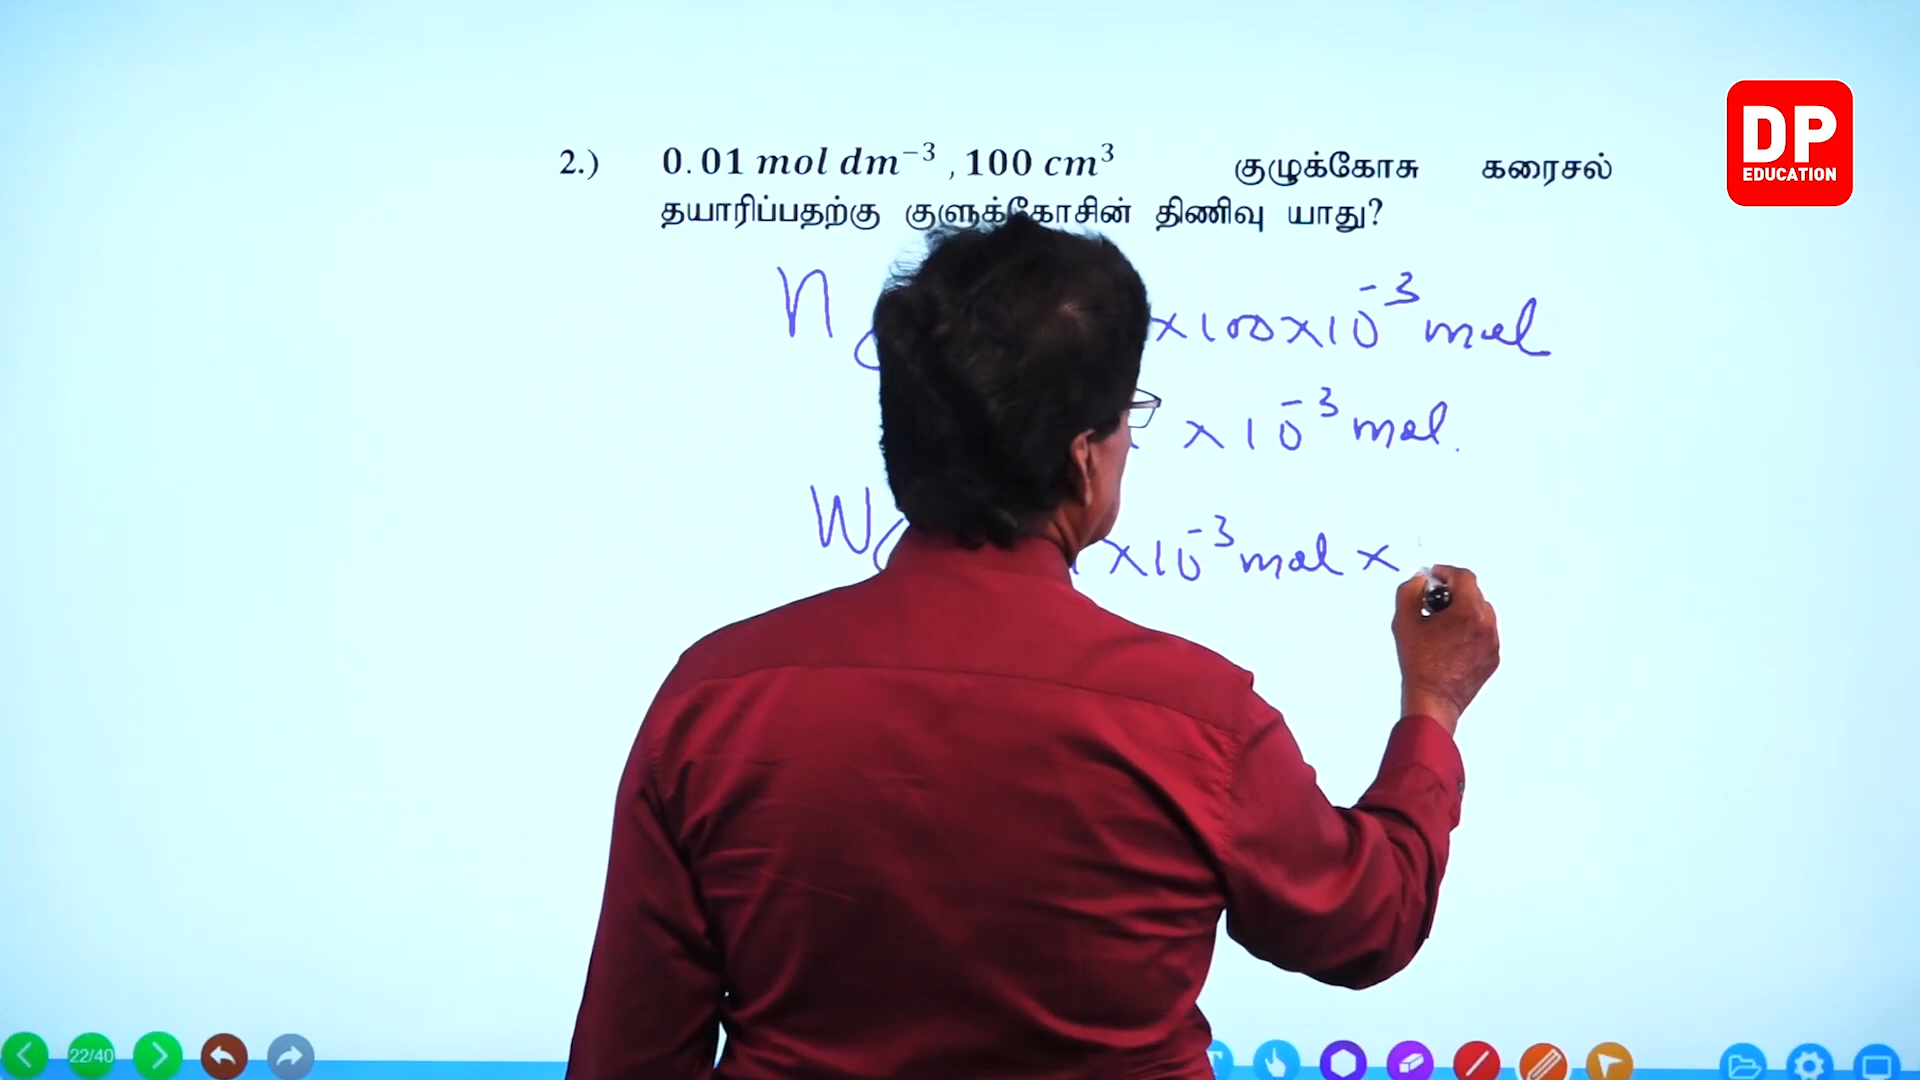 DP
EDUCATION
2.) 0.01 mol dm⁻³ , 100 cm³ குழுக்கோசு கரைசல்
தயாரிப்பதற்கு குளுக்கோசின் திணிவு யாது?
n ×100×10⁻³ mol
×10⁻³ mol.
W ×10⁻³ mol ×
22/40